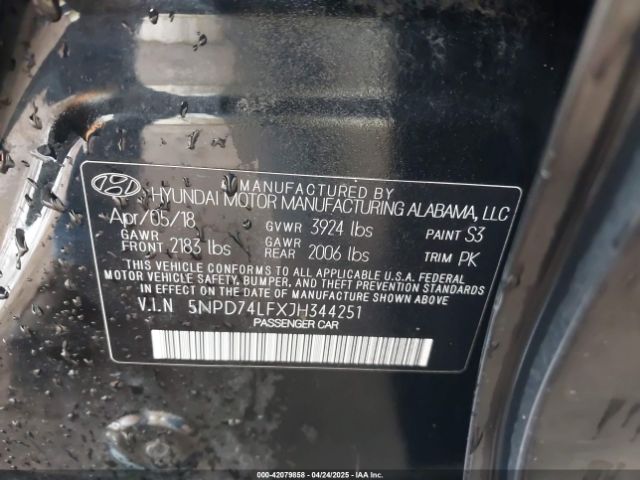 MANUFACTURED BY
HYUNDAI MOTOR MANUFACTURING ALABAMA, LLC
Apr/05/18 GVWR 3924 lbs PAINT S3
GAWR FRONT 2183 lbs GAWR REAR 2006 lbs TRIM PK
THIS VEHICLE CONFORMS TO ALL APPLICABLE U.S.A. FEDERAL
MOTOR VEHICLE SAFETY, BUMPER, AND THEFT PREVENTION STANDARDS
IN EFFECT ON THE DATE OF MANUFACTURE SHOWN ABOVE.
V.I.N 5NPD74LFXJH344251
PASSENGER CAR
000-42079858 - 04/24/2025 - IAAI.COM